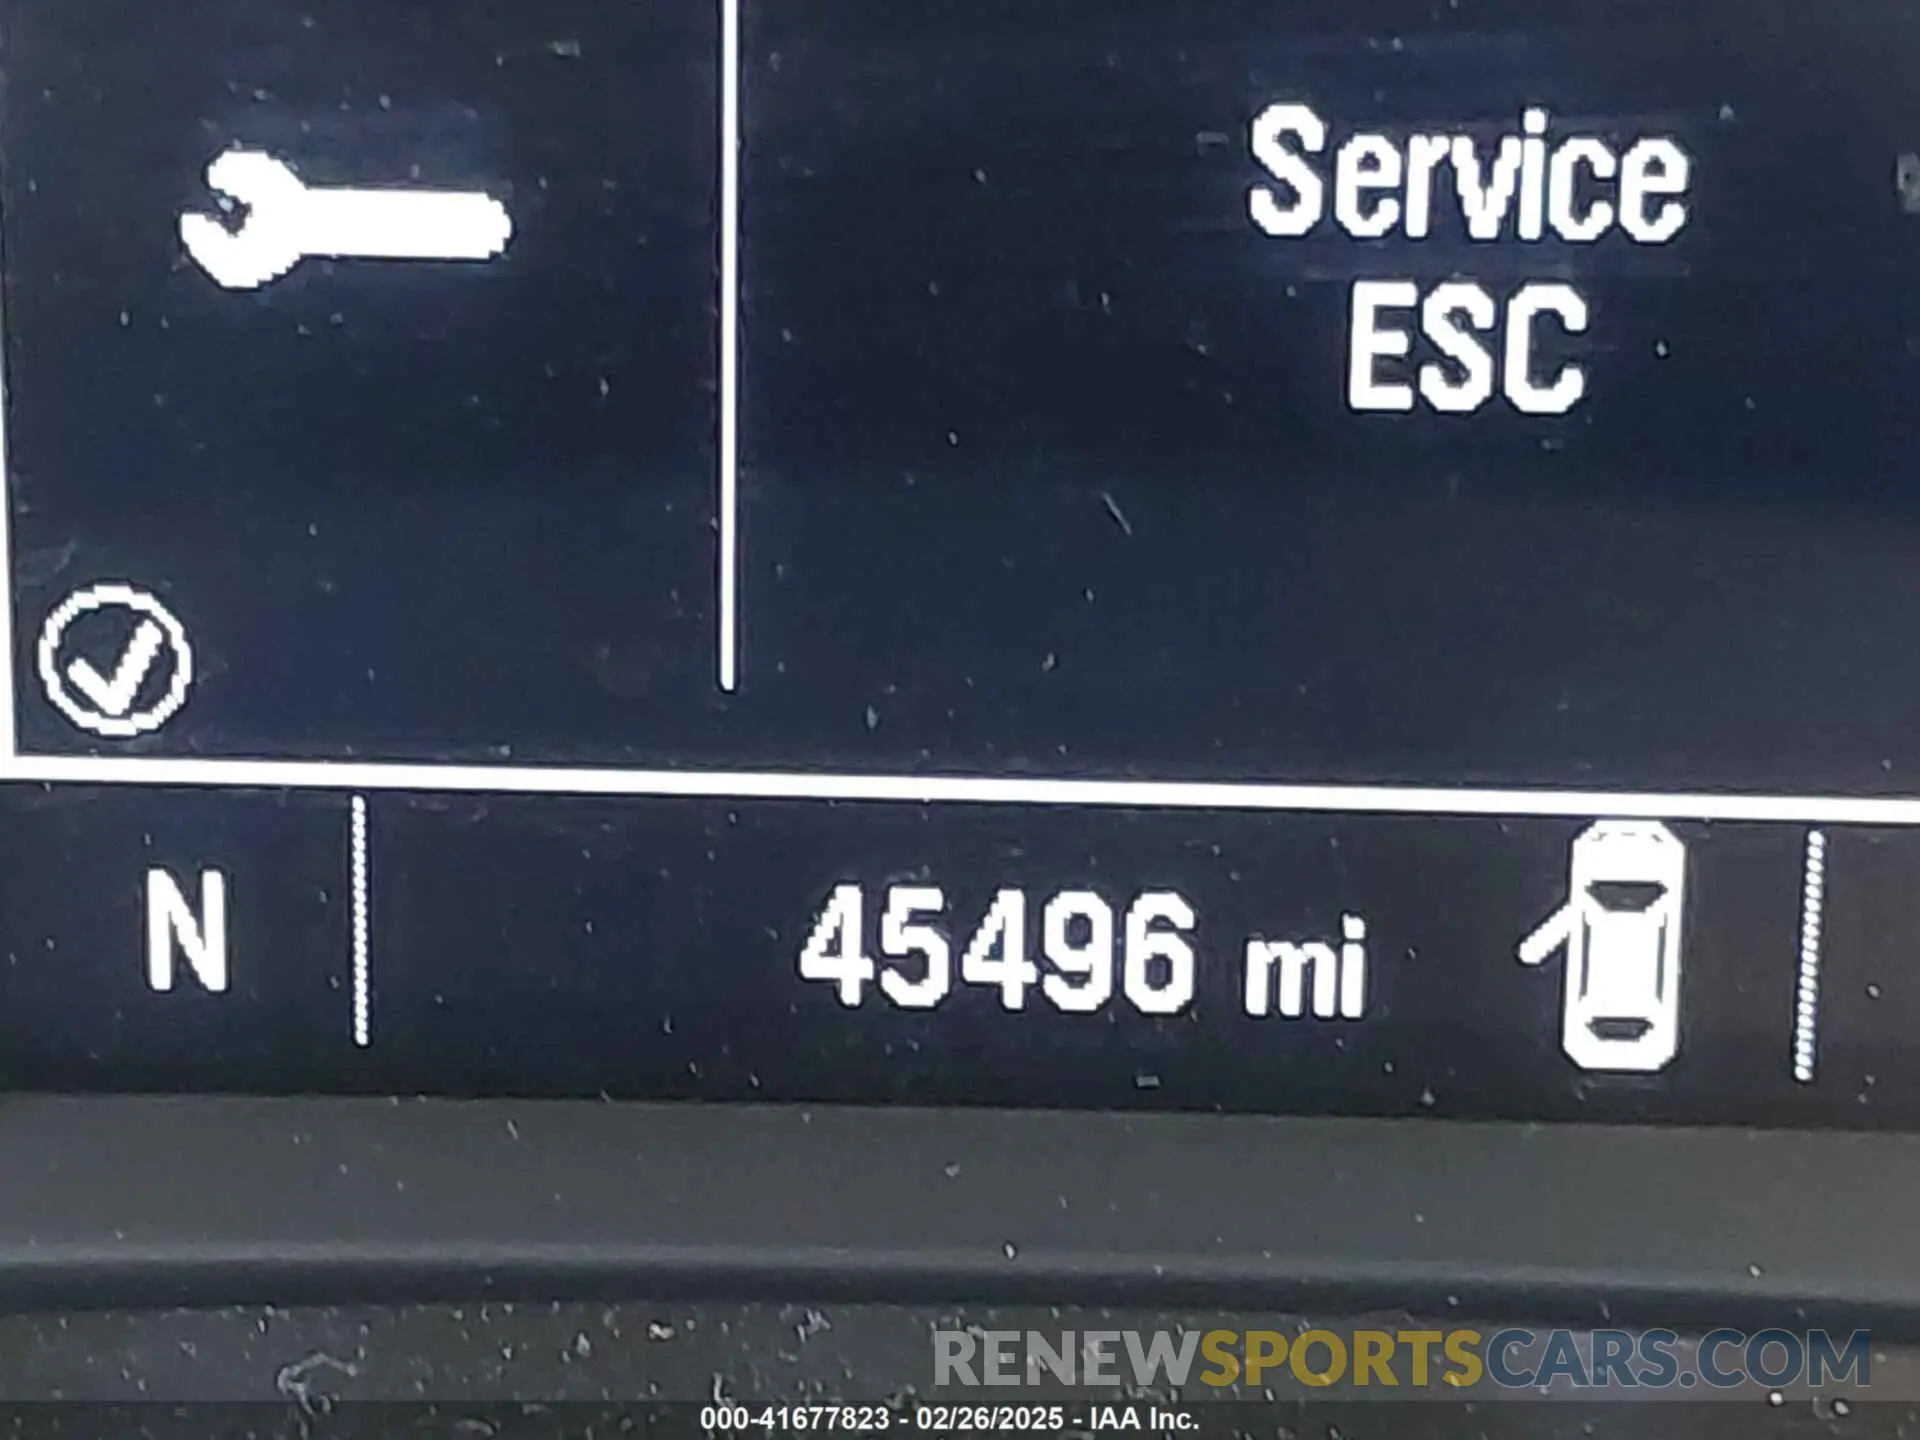 Service
ESC
N
45496 mi
RENEWSPORTSCARS.COM
000-41677823 - 02/26/2025 - IAA Inc.